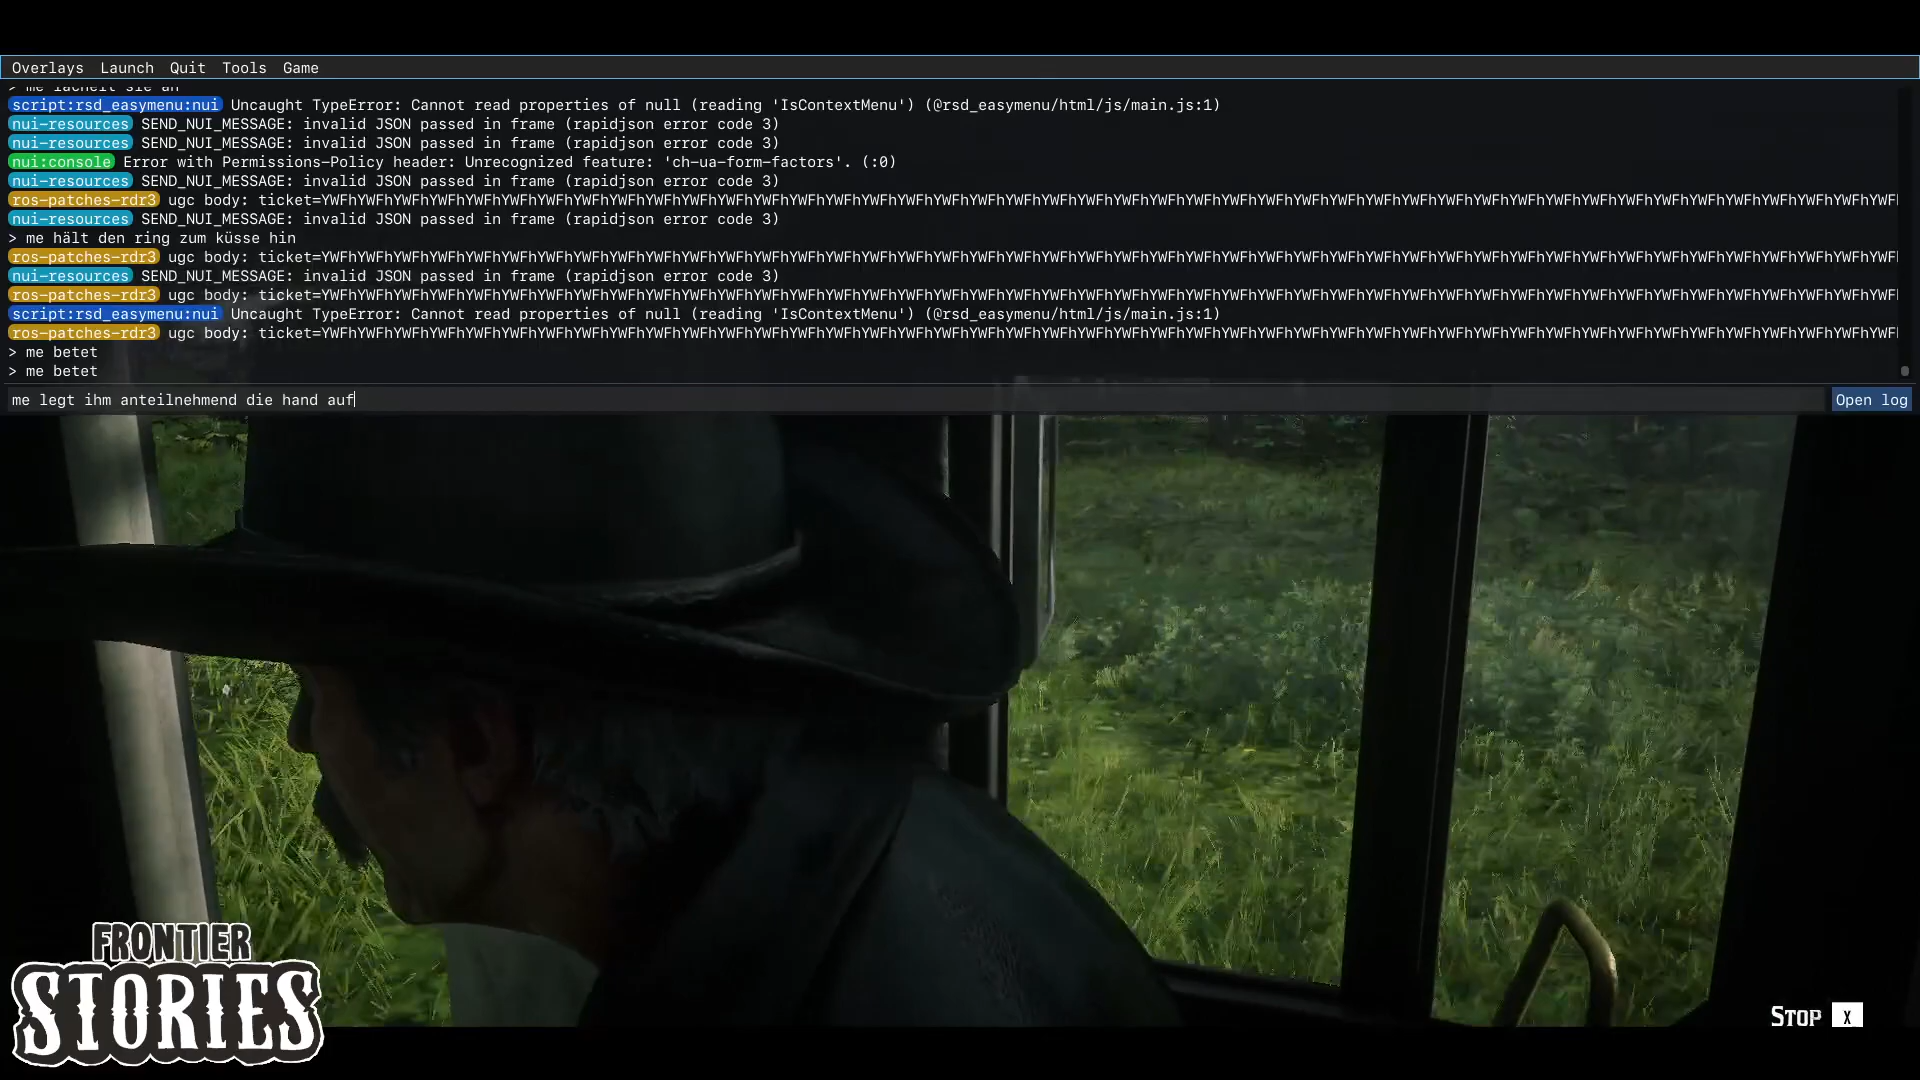 Overlays Launch Quit Tools Game
> me lächelt sie an
script:rsd_easymenu:nui Uncaught TypeError: Cannot read properties of null (reading 'IsContextMenu') (@rsd_easymenu/html/js/main.js:1)
nui-resources SEND_NUI_MESSAGE: invalid JSON passed in frame (rapidjson error code 3)
nui-resources SEND_NUI_MESSAGE: invalid JSON passed in frame (rapidjson error code 3)
nui:console Error with Permissions-Policy header: Unrecognized feature: 'ch-ua-form-factors'. (:0)
nui-resources SEND_NUI_MESSAGE: invalid JSON passed in frame (rapidjson error code 3)
ros-patches-rdr3 ugc body:
nui-resources SEND_NUI_MESSAGE: invalid JSON passed in frame (rapidjson error code 3)
> me hält den ring zum küsse hin
ros-patches-rdr3 ugc body:
nui-resources SEND_NUI_MESSAGE: invalid JSON passed in frame (rapidjson error code 3)
ros-patches-rdr3 ugc body:
script:rsd_easymenu:nui Uncaught TypeError: Cannot read properties of null (reading 'IsContextMenu') (@rsd_easymenu/html/js/main.js:1)
ros-patches-rdr3 ugc body:
> me betet
> me betet
me legt ihm anteilnehmend die hand auf
Open log
FRONTIER
STORIES
STOP X